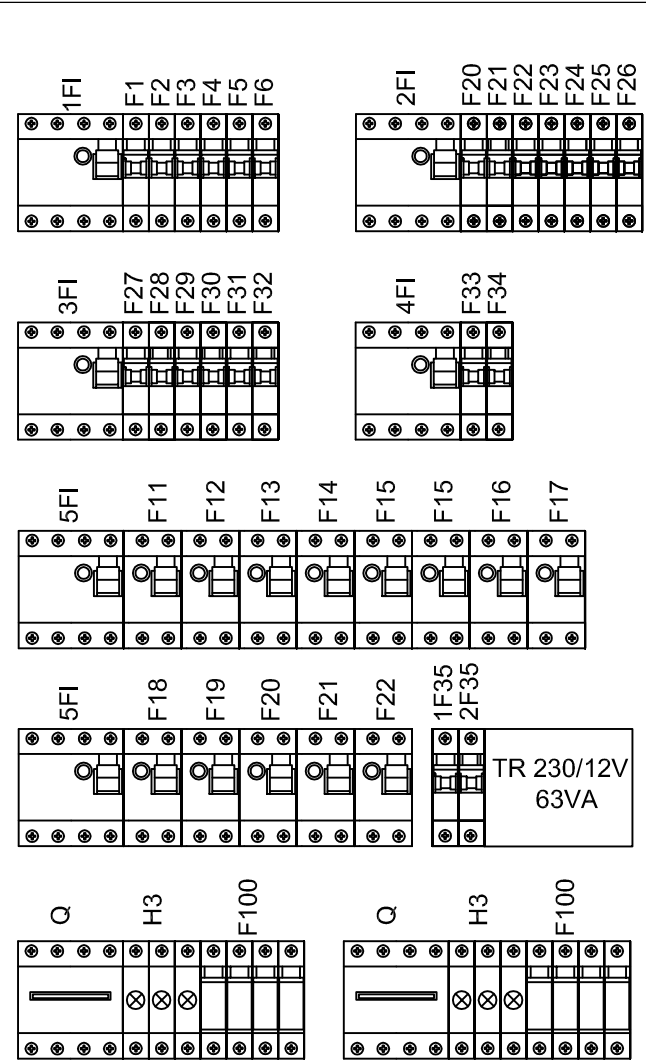 1FI F1 F2 F3 F4 F5 F6
2FI F20 F21 F22 F23 F24 F25 F26
3FI F27 F28 F29 F30 F31 F32
4FI F33 F34
5FI F11 F12 F13 F14 F15 F15 F16 F17
5FI F18 F19 F20 F21 F22
1F35 2F35
TR 230/12V
63VA
Q H3 F100
Q H3 F100